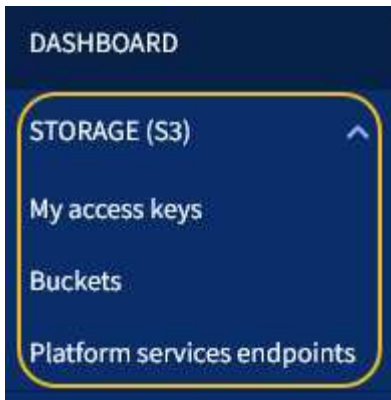 DASHBOARD
STORAGE (S3)
My access keys
Buckets
Platform services endpoints